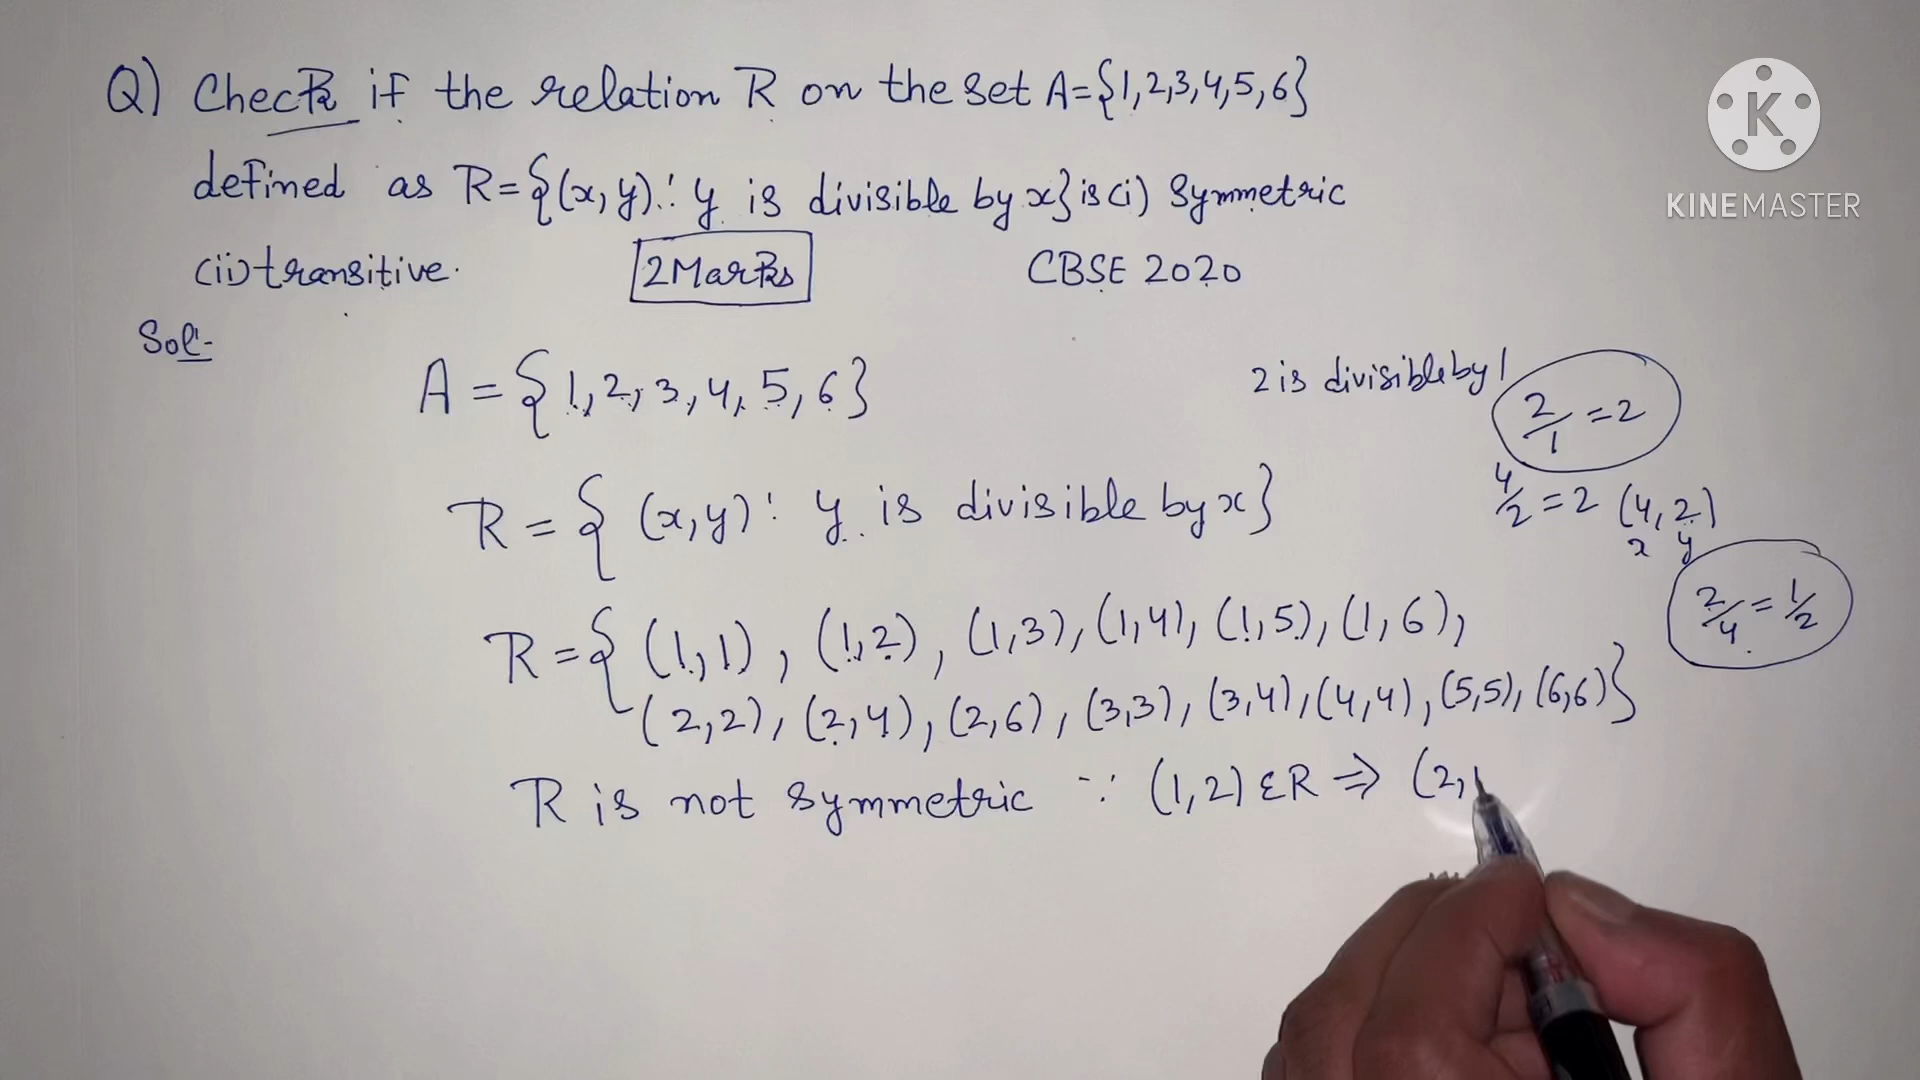 Q) Check if the relation R on the set A={1,2,3,4,5,6}
defined as R={(x,y): y is divisible by x} is (i) Symmetric
(ii) transitive.
2 Marks
CBSE 2020
KINEMASTER
Sol:-
A = {1,2,3,4,5,6}
2 is divisible by 1
2/1 = 2
R = { (x,y): y is divisible by x}
4/2 = 2 (4,2)
x y
2/4 = 1/2
R = { (1,1), (1,2), (1,3), (1,4), (1,5), (1,6),
(2,2), (2,4), (2,6), (3,3), (3,4), (4,4), (5,5), (6,6)}
R is not symmetric ∵ (1,2) ε R ⇒ (2,1